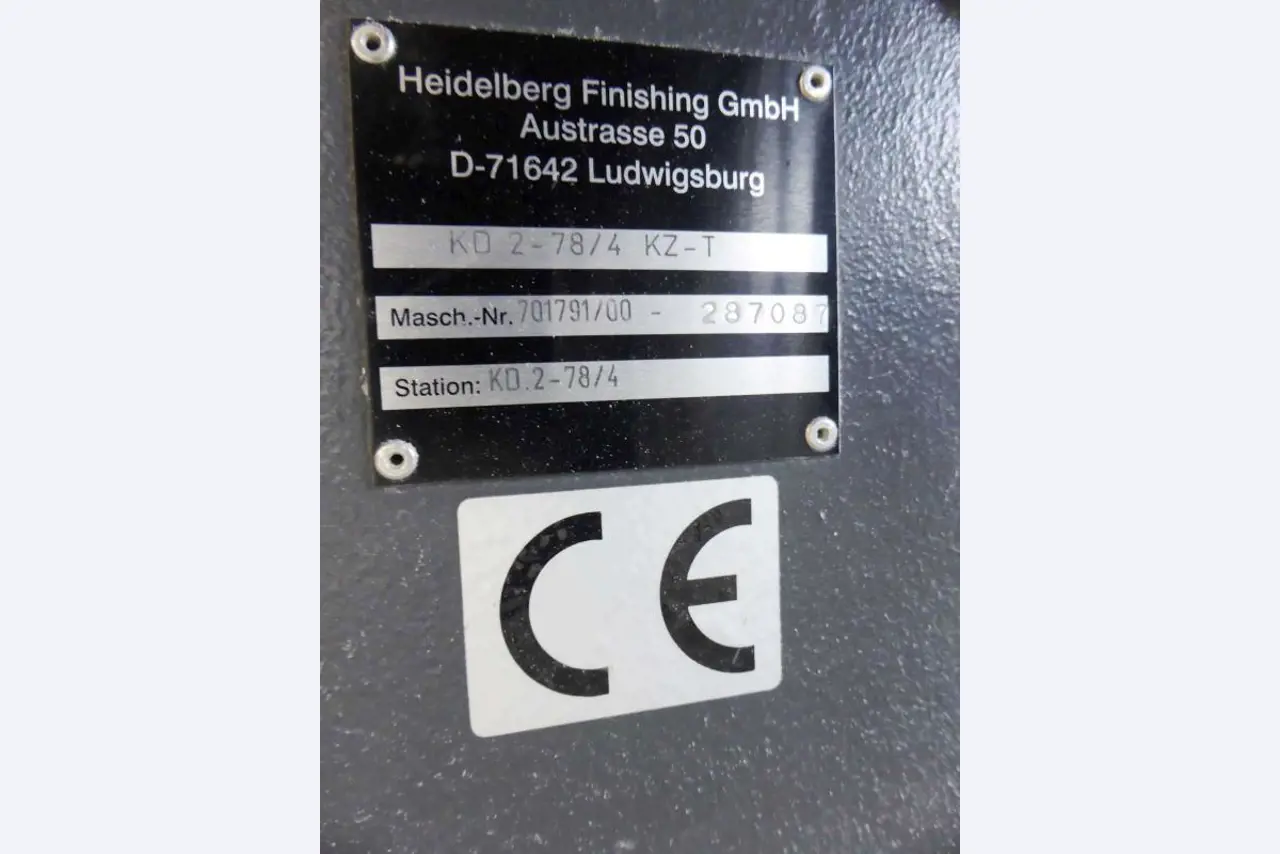 Heidelberg Finishing GmbH
Austrasse 50
D-71642 Ludwigsburg
KD 2-78/4 KZ-T
Masch.-Nr. 701791/00 - 287087
Station: KD.2-78/4
CE